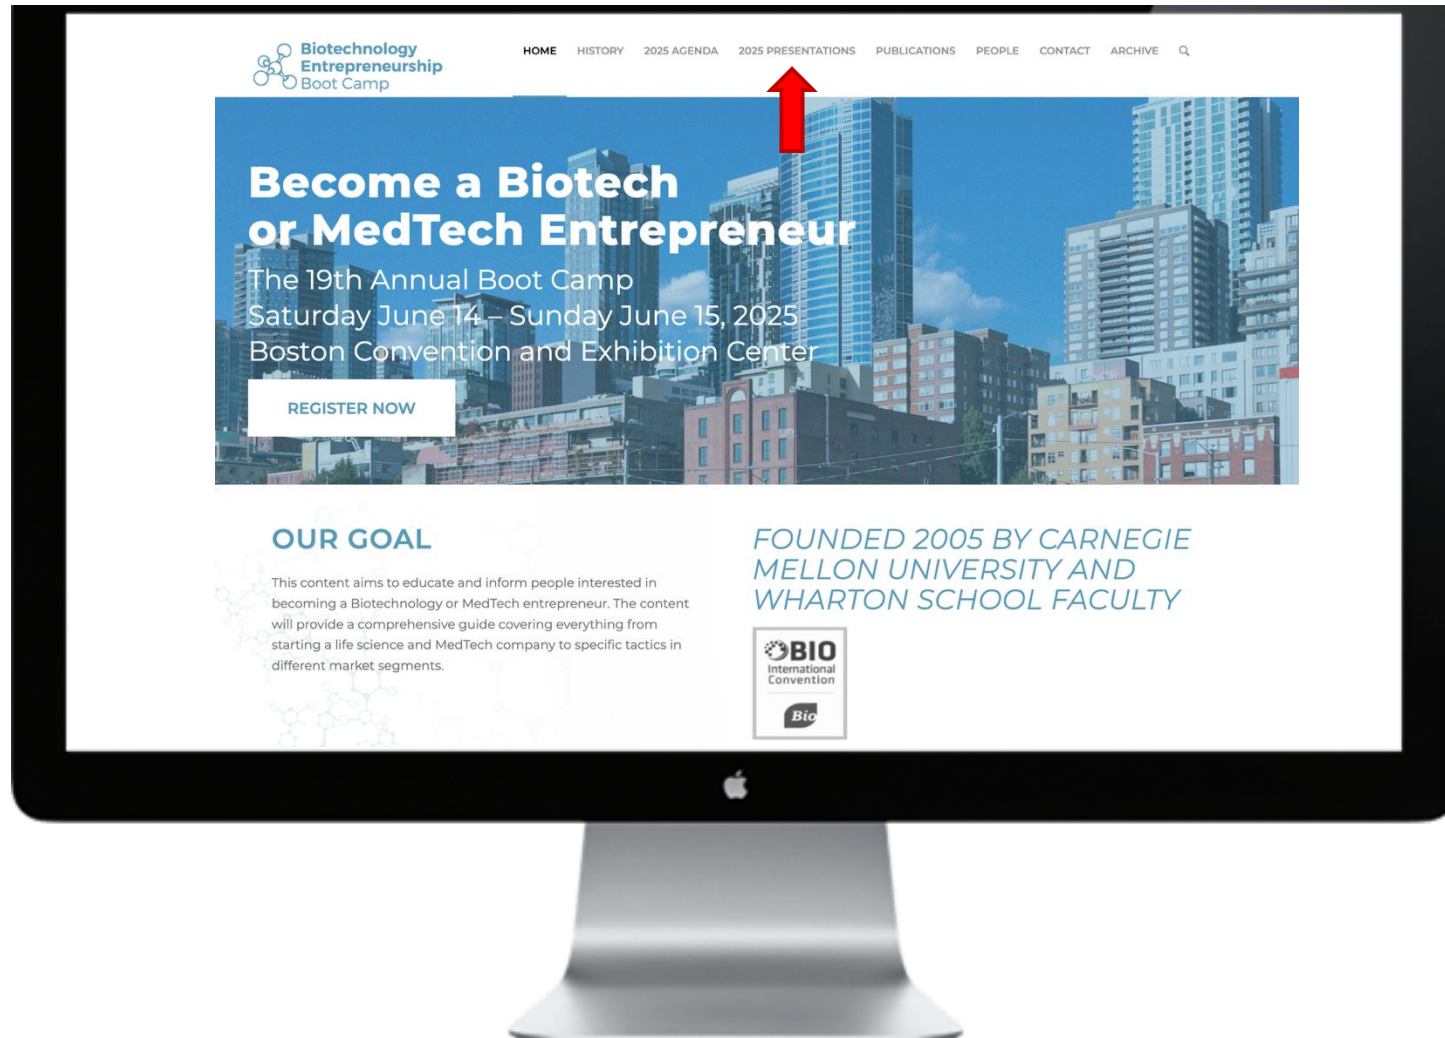 Biotechnology
Entrepreneurship
Boot Camp
HOME HISTORY 2025 AGENDA 2025 PRESENTATIONS PUBLICATIONS PEOPLE CONTACT ARCHIVE
Become a Biotech
or MedTech Entrepreneur
The 19th Annual Boot Camp
Saturday June 14 – Sunday June 15, 2025
Boston Convention and Exhibition Center
REGISTER NOW
OUR GOAL
This content aims to educate and inform people interested in
becoming a Biotechnology or MedTech entrepreneur. The content
will provide a comprehensive guide covering everything from
starting a life science and MedTech company to specific tactics in
different market segments.
FOUNDED 2005 BY CARNEGIE
MELLON UNIVERSITY AND
WHARTON SCHOOL FACULTY
BIO
International
Convention
Bio